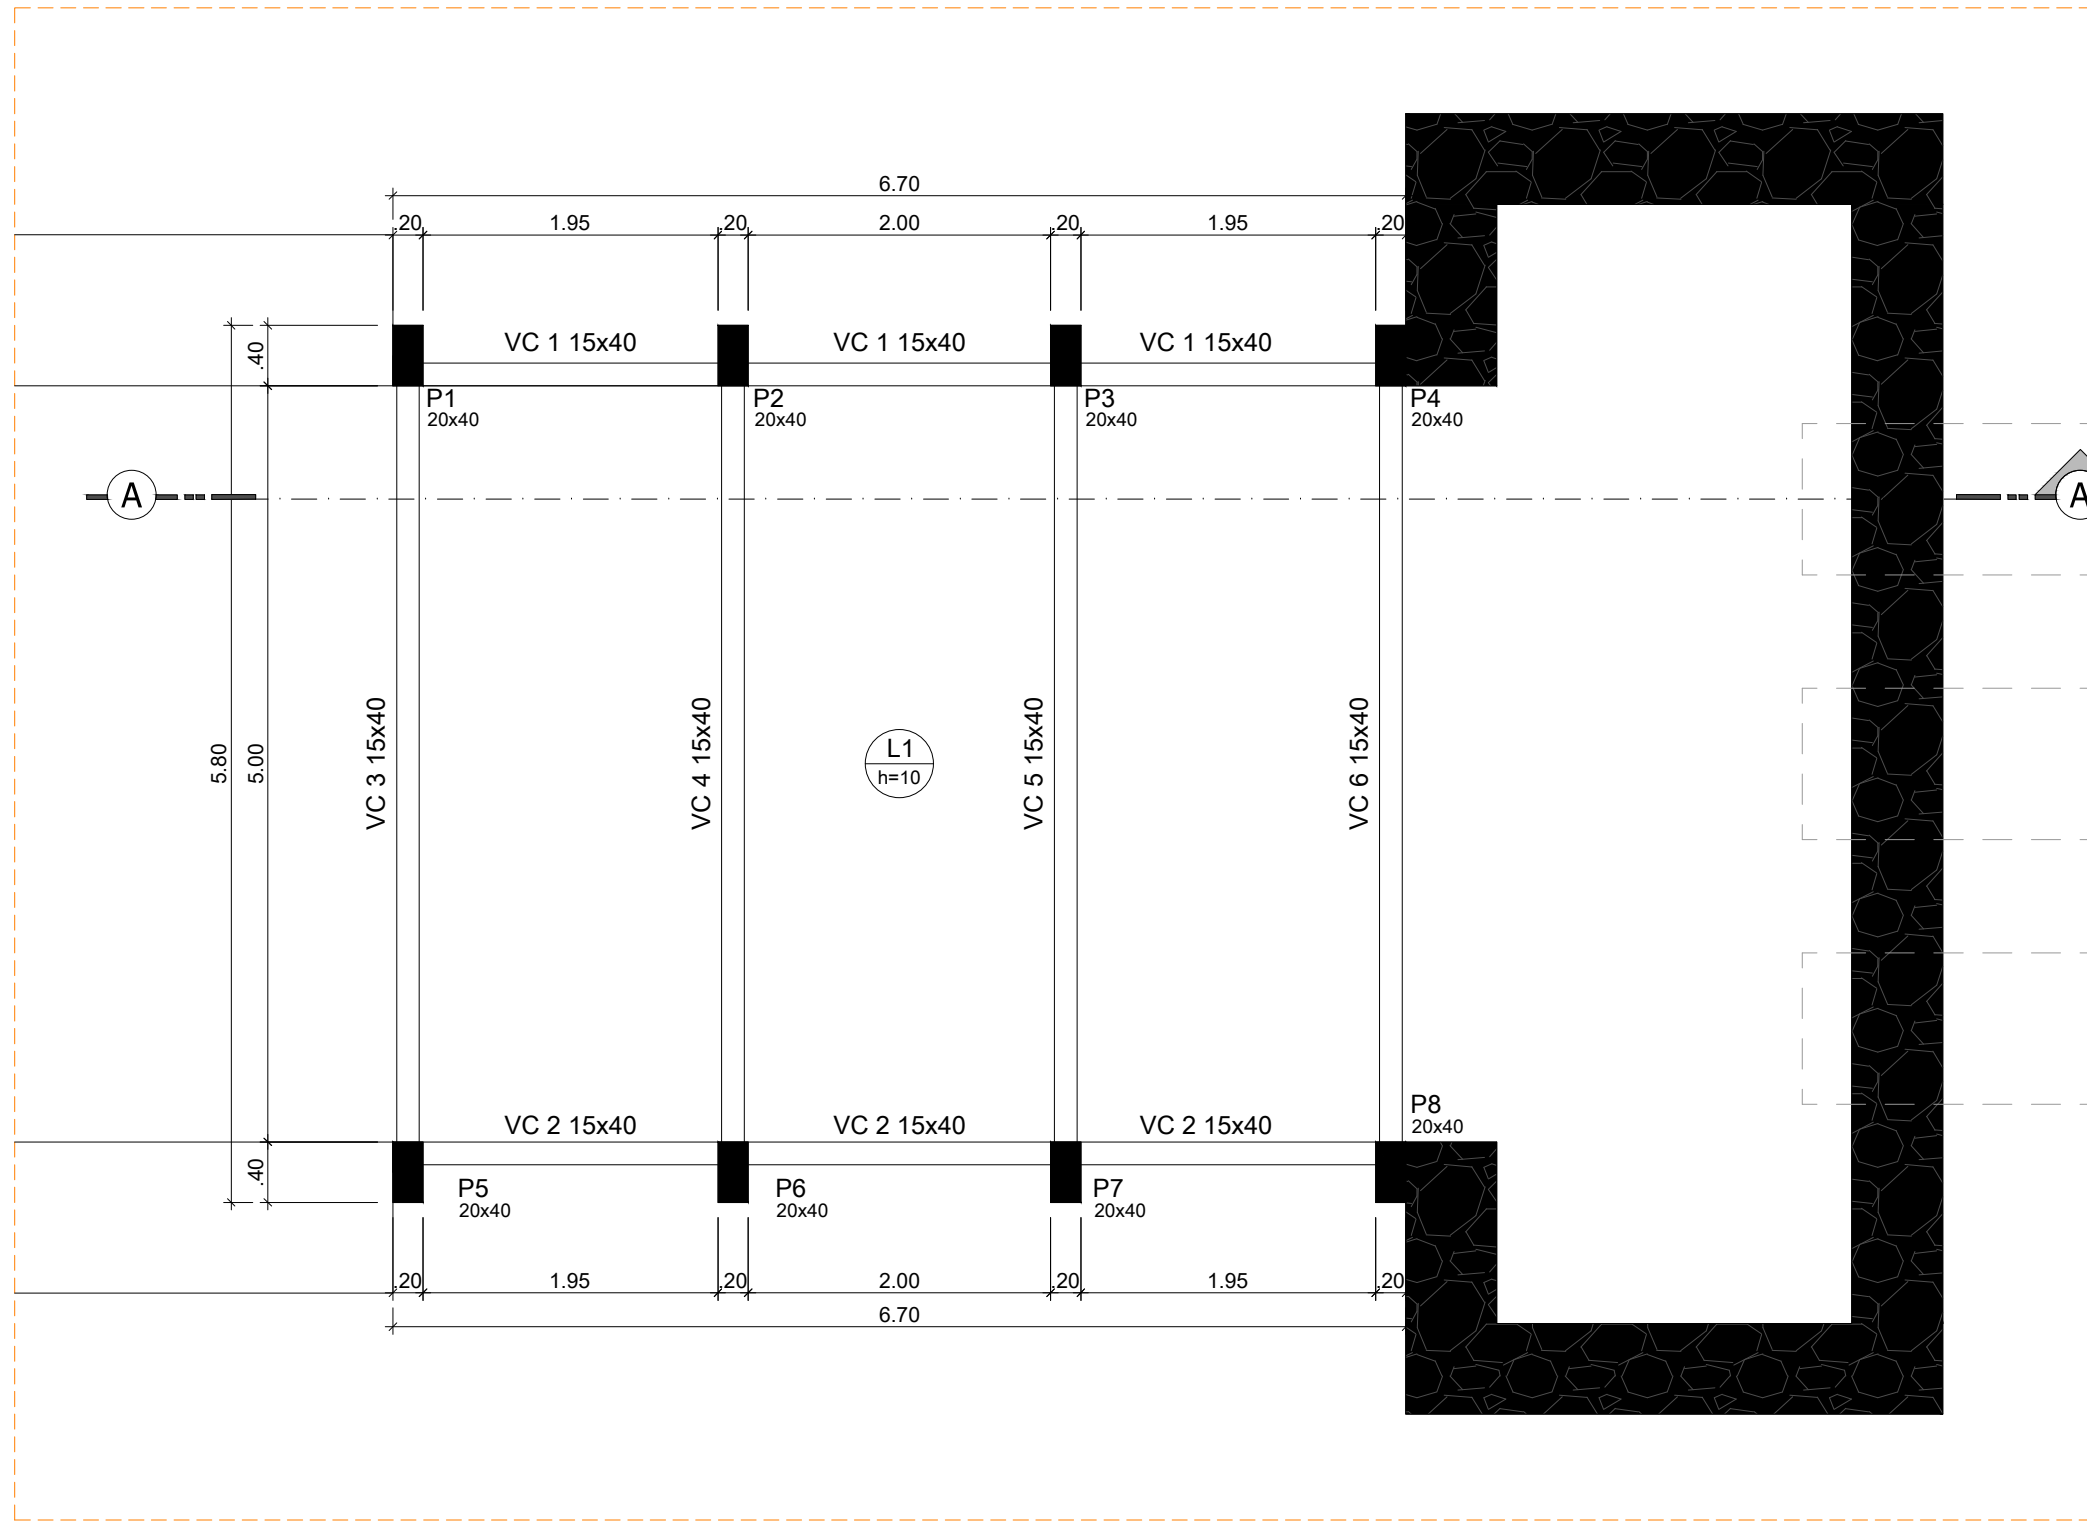 6.70
.20 1.95 .20 2.00 .20 1.95 .20
.40
VC 1 15x40 VC 1 15x40 VC 1 15x40
P1 P2 P3 P4
20x40 20x40 20x40 20x40
A A
5.80
5.00
VC 3 15x40
VC 4 15x40
L1
h=10
VC 5 15x40
VC 6 15x40
P8
20x40
VC 2 15x40 VC 2 15x40 VC 2 15x40
.40
P5 P6 P7
20x40 20x40 20x40
.20 1.95 .20 2.00 .20 1.95 .20
6.70